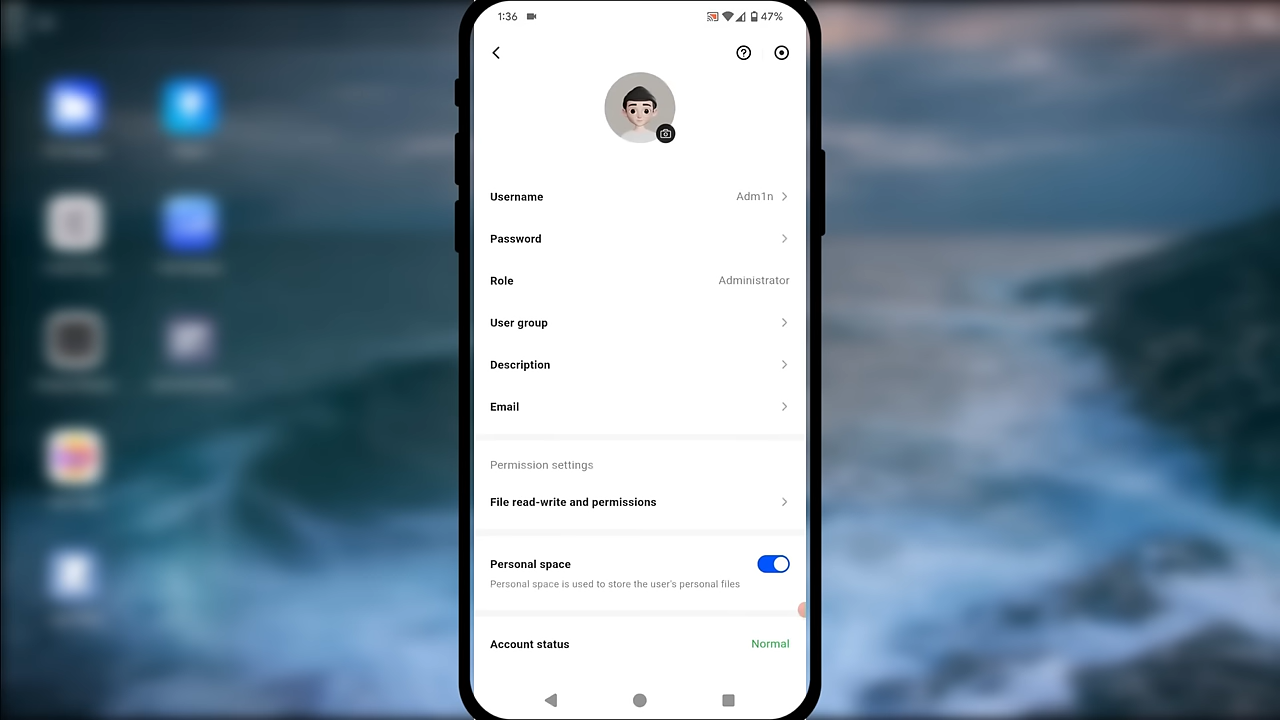 1:36
47%
Username
Adm1n
Password
Role
Administrator
User group
Description
Email
Permission settings
File read-write and permissions
Personal space
Personal space is used to store the user's personal files
Account status
Normal